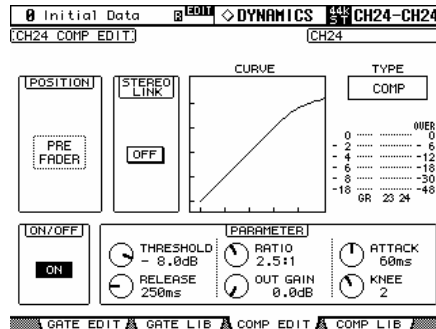 0 Initial Data R EDIT ◇DYNAMICS 44K ST CH24-CH24
CH24 COMP EDIT CH24
POSITION STEREO LINK CURVE TYPE
COMP
PRE FADER
OFF
OVER
0 0
- 2 - 6
- 4 -12
- 6 -18
-18 -30
-18 -48
GR 23 24
ON/OFF PARAMETER
ON
THRESHOLD - 8.0dB RATIO 2.5:1 ATTACK 60ms
RELEASE 250ms OUT GAIN 0.0dB KNEE 2
GATE EDIT GATE LIB COMP EDIT COMP LIB